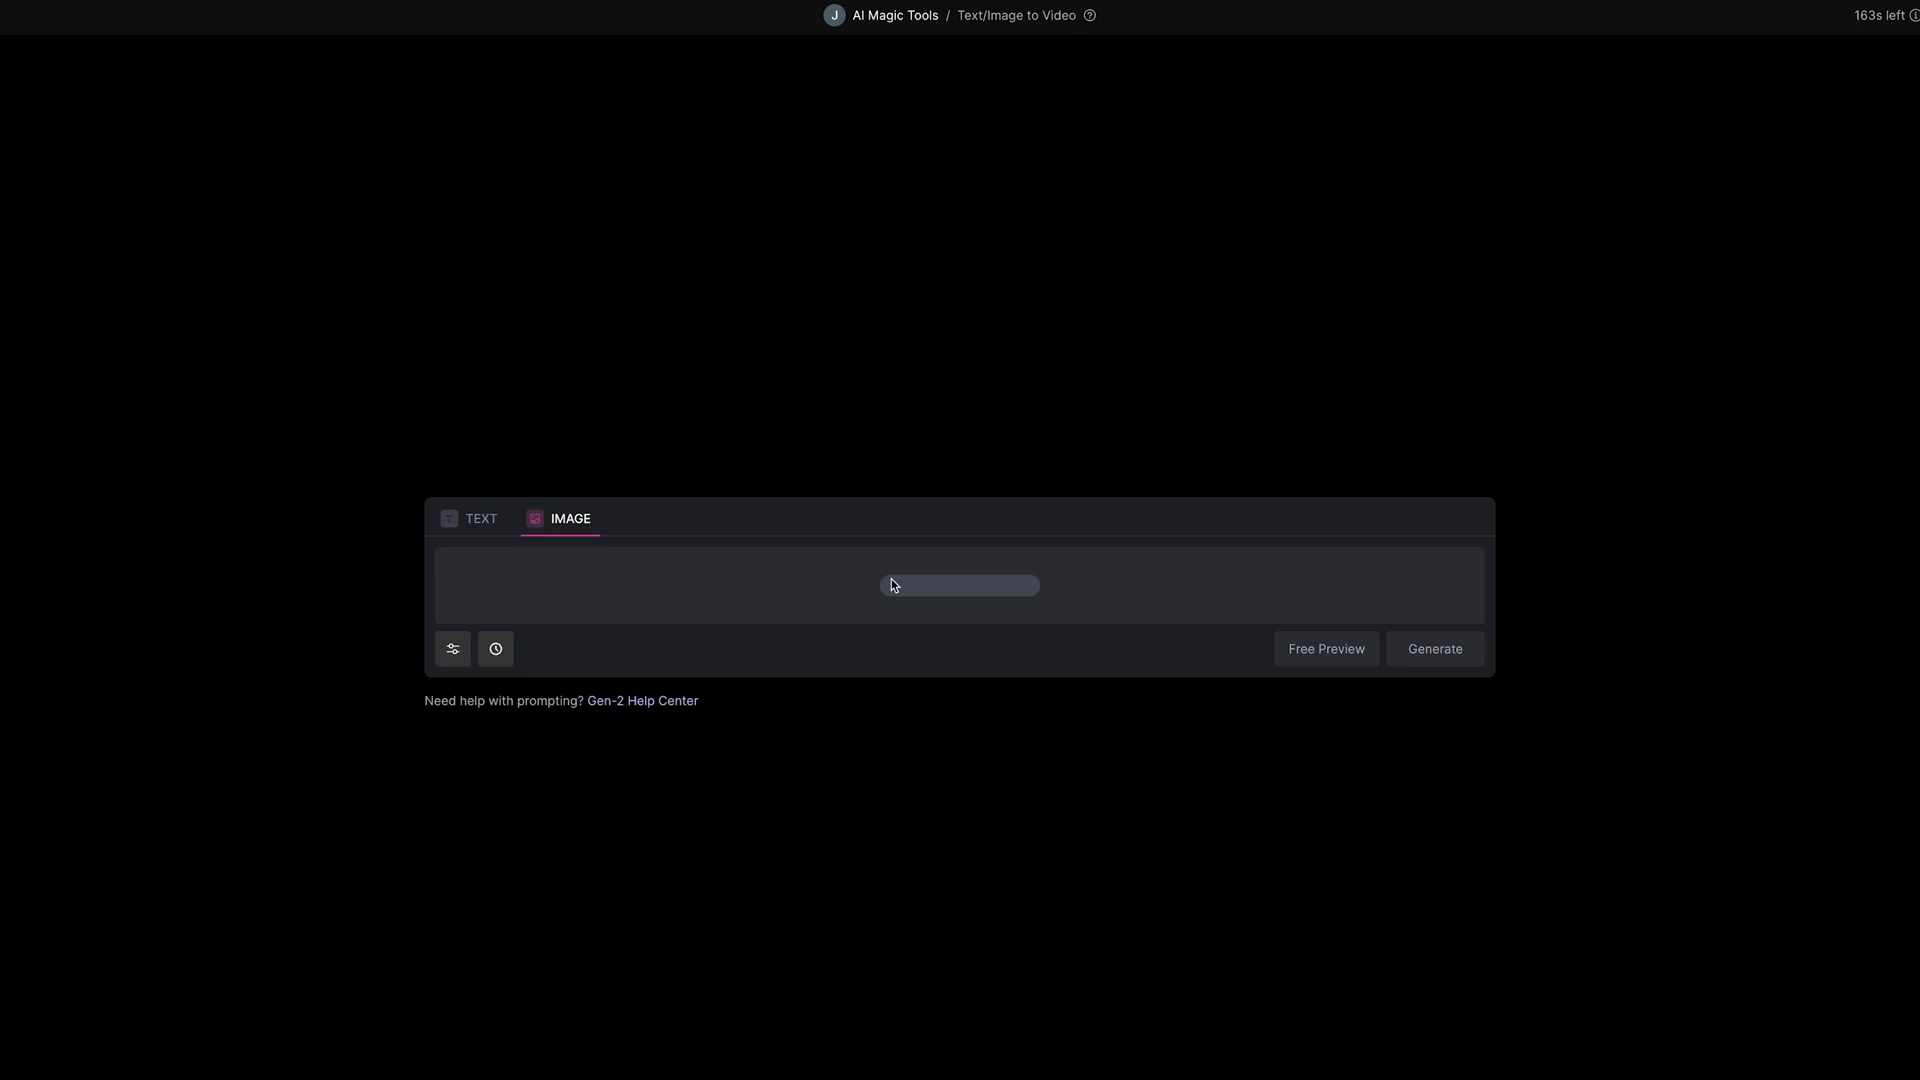 J AI Magic Tools / Text/Image to Video
163s left
TEXT
IMAGE
Free Preview
Generate
Need help with prompting? Gen-2 Help Center